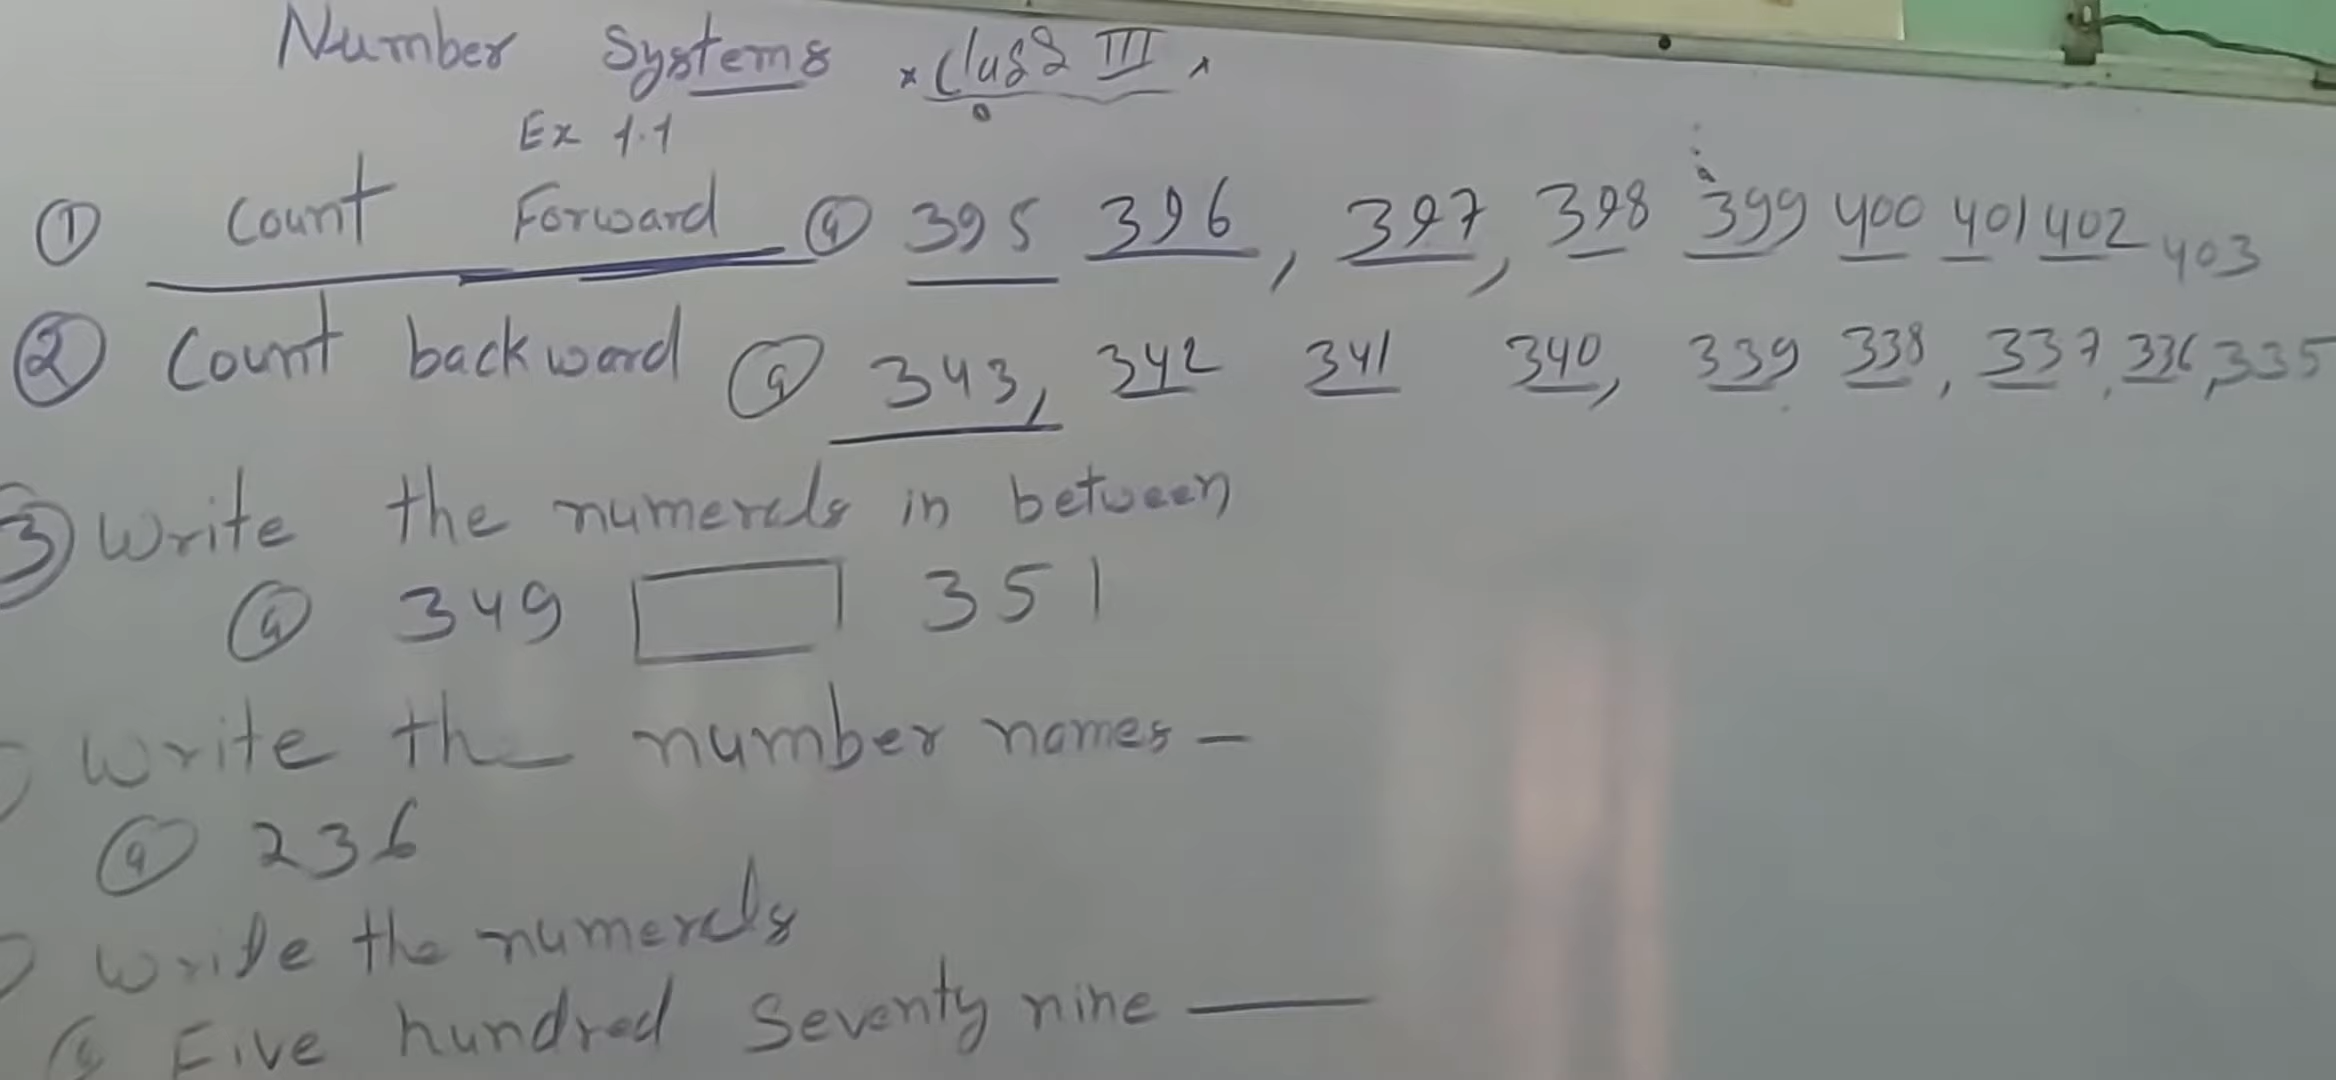 Number Systems × Class III ×
Ex 1.1
① Count Forward ⓐ 395 396, 397, 398 399 400 401 402 403
② Count backward ⓐ 343, 342 341 340, 339 338, 337, 336, 335
③ Write the numerals in between
ⓐ 349 351
Write the number names –
ⓐ 236
Write the numerals
ⓐ Five hundred Seventy nine —